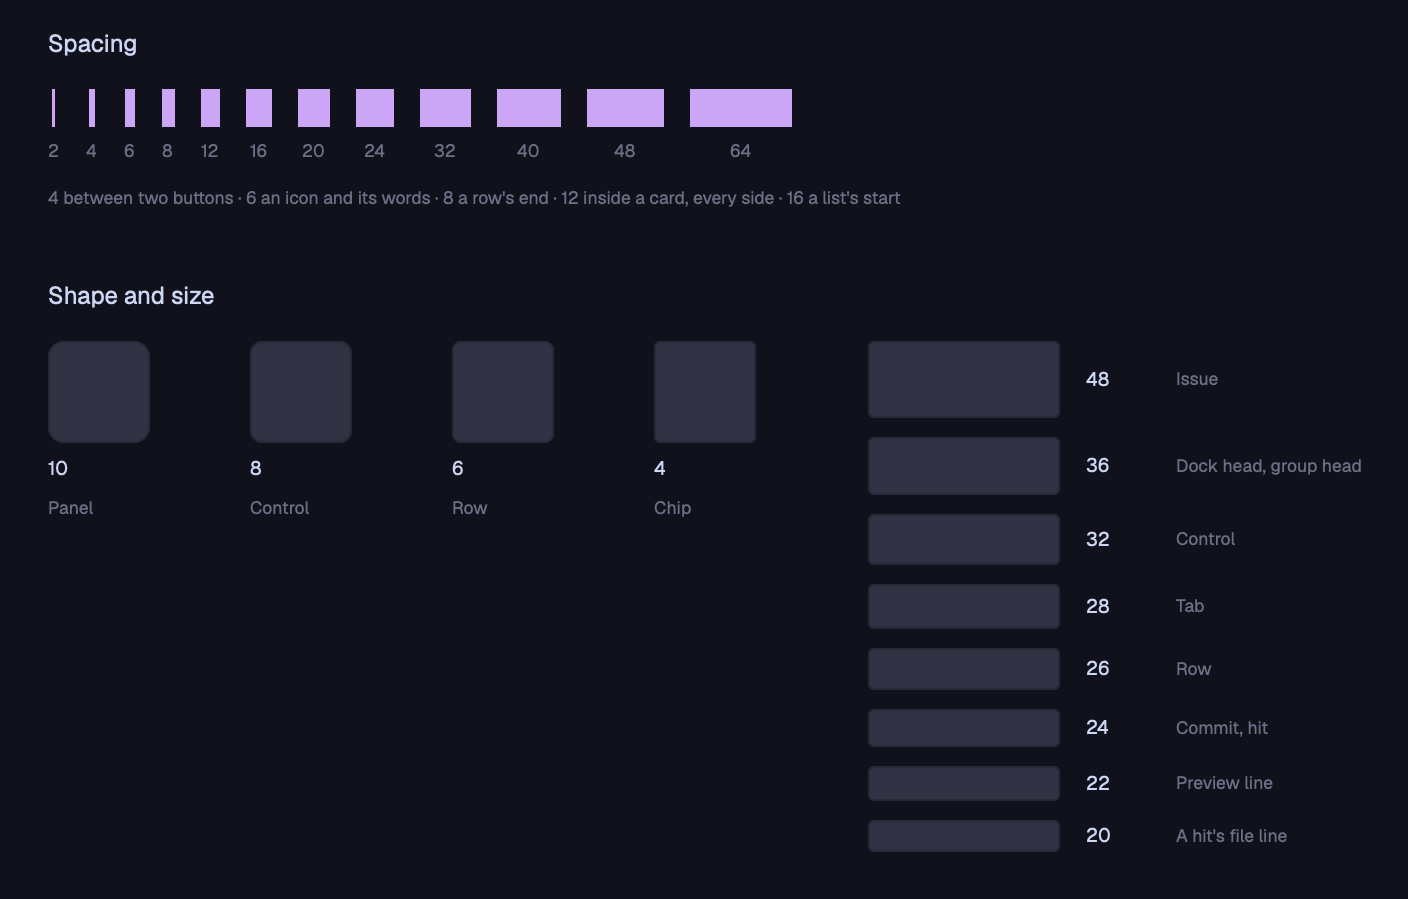 Spacing
2 4 6 8 12 16 20 24 32 40 48 64
4 between two buttons · 6 an icon and its words · 8 a row's end · 12 inside a card, every side · 16 a list's start
Shape and size
10
Panel
8
Control
6
Row
4
Chip
48 Issue
36 Dock head, group head
32 Control
28 Tab
26 Row
24 Commit, hit
22 Preview line
20 A hit's file line